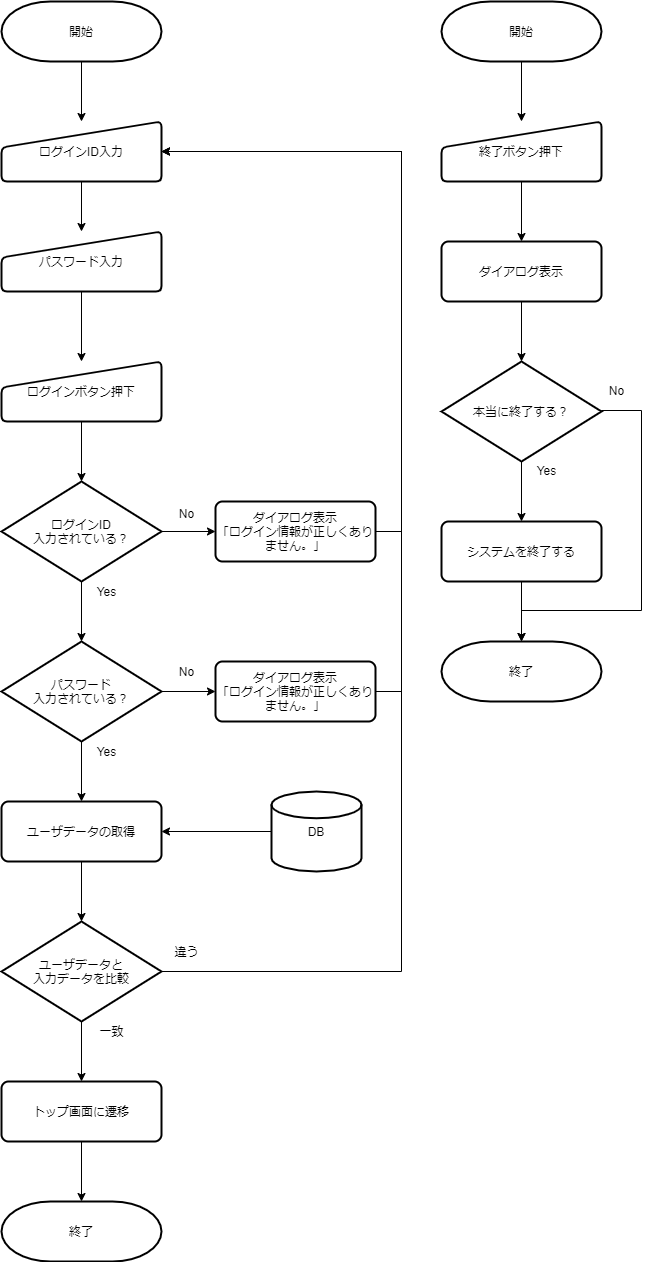 開始
ログインID入力
パスワード入力
ログインボタン押下
ログインID
入力されている？
No
ダイアログ表示
「ログイン情報が正しくあり
ません。」
Yes
パスワード
入力されている？
No
ダイアログ表示
「ログイン情報が正しくあり
ません。」
Yes
ユーザデータの取得
DB
ユーザデータと
入力データを比較
違う
一致
トップ画面に遷移
終了
開始
終了ボタン押下
ダイアログ表示
本当に終了する？
No
Yes
システムを終了する
終了